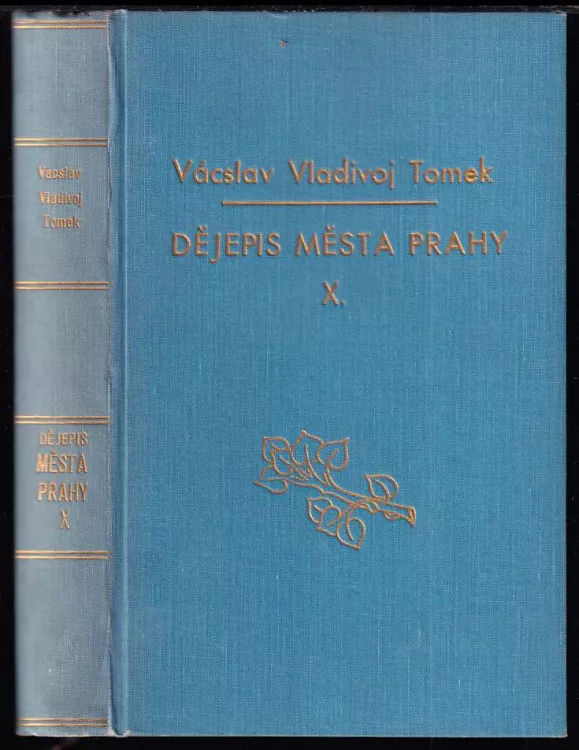 Vácslav
Vladivoj
Tomek
DĚJEPIS
MĚSTA
PRAHY
X
Vácslav Vladivoj Tomek
DĚJEPIS MĚSTA PRAHY
X.